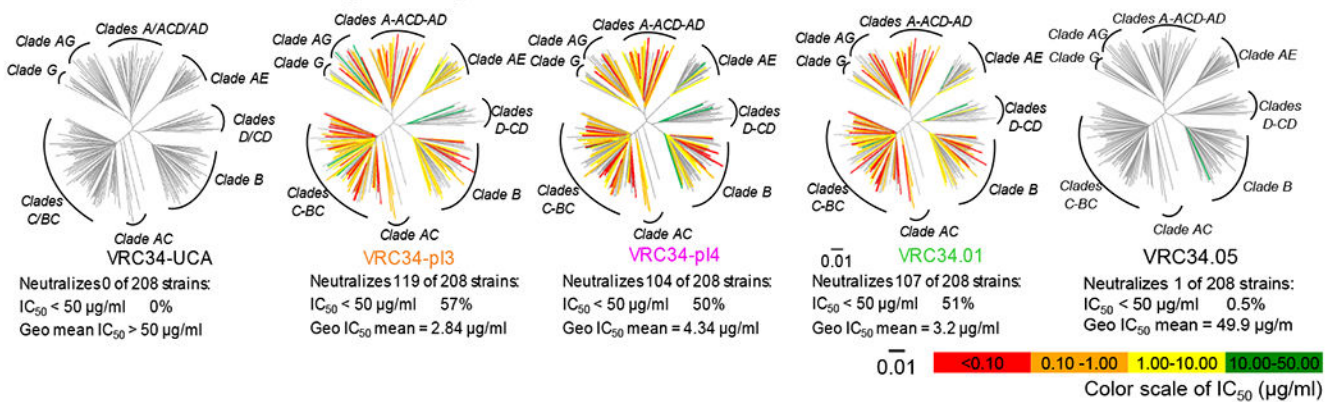 Clade AG
Clades A/ACD/AD
Clade G
Clade AE
Clades
D/CD
Clade B
Clades
C/BC
Clade AC
VRC34-UCA
Neutralizes 0 of 208 strains:
IC50 < 50 µg/ml 0%
Geo mean IC50 > 50 µg/ml
Clades A-ACD-AD
Clade AG
Clade G
Clade AE
Clades
D-CD
Clade B
Clades
C-BC
Clade AC
VRC34-pI3
Neutralizes 119 of 208 strains:
IC50 < 50 µg/ml 57%
Geo IC50 mean = 2.84 µg/ml
Clades A-ACD-AD
Clade AG
Clade G
Clade AE
Clades
D-CD
Clade B
Clades
C-BC
Clade AC
VRC34-pI4
Neutralizes 104 of 208 strains:
IC50 < 50 µg/ml 50%
Geo IC50 mean = 4.34 µg/ml
Clades A-ACD-AD
Clade AG
Clade G
Clade AE
Clades
D-CD
Clade B
Clades
C-BC
Clade AC
0.01
VRC34.01
Neutralizes 107 of 208 strains:
IC50 < 50 µg/ml 51%
Geo IC50 mean = 3.2 µg/ml
Clades A-ACD-AD
Clade AG
Clade G
Clade AE
Clades
D-CD
Clade B
Clades
C-BC
Clade AC
VRC34.05
Neutralizes 1 of 208 strains:
IC50 < 50 µg/ml 0.5%
Geo IC50 mean = 49.9 µg/m
0.01
<0.10 0.10 -1.00 1.00-10.00 10.00-50.00
Color scale of IC50 (µg/ml)